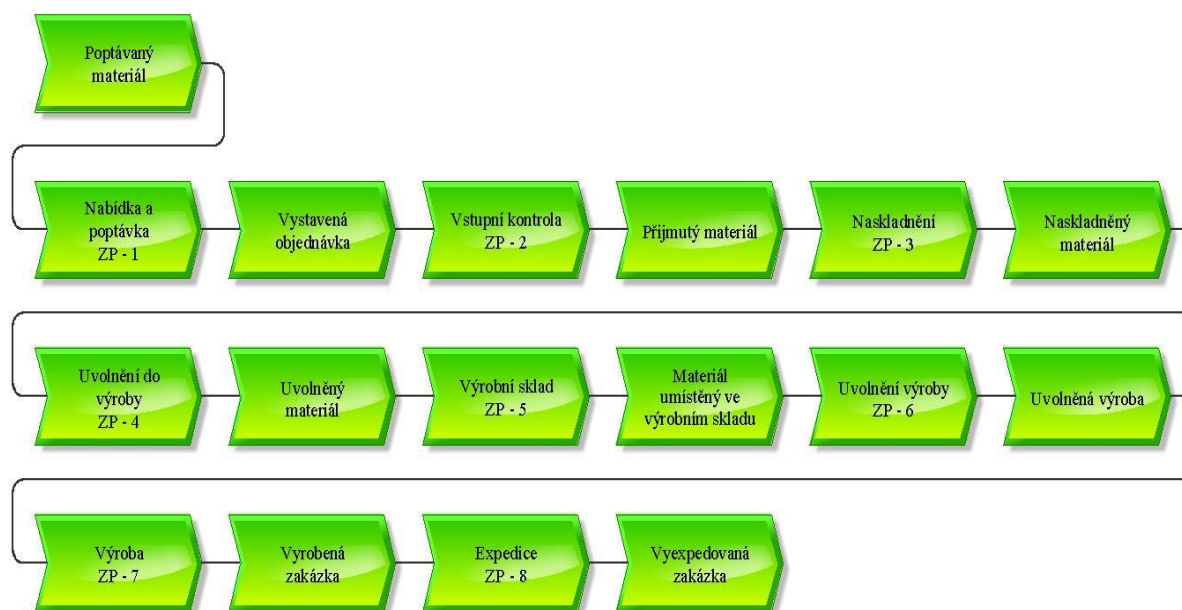 Poptávaný
materiál
Nabídka a
poptávka
ZP - 1
Vystavená
objednávka
Vstupní kontrola
ZP - 2
Přijmutý materiál
Naskladnění
ZP - 3
Naskladněný
materiál
Uvolnění do
výroby
ZP - 4
Uvolněný
materiál
Výrobní sklad
ZP - 5
Materiál
umístěný ve
výrobním skladu
Uvolnění výroby
ZP - 6
Uvolněná výroba
Výroba
ZP - 7
Vyrobená
zakázka
Expedice
ZP - 8
Vyexpedovaná
zakázka